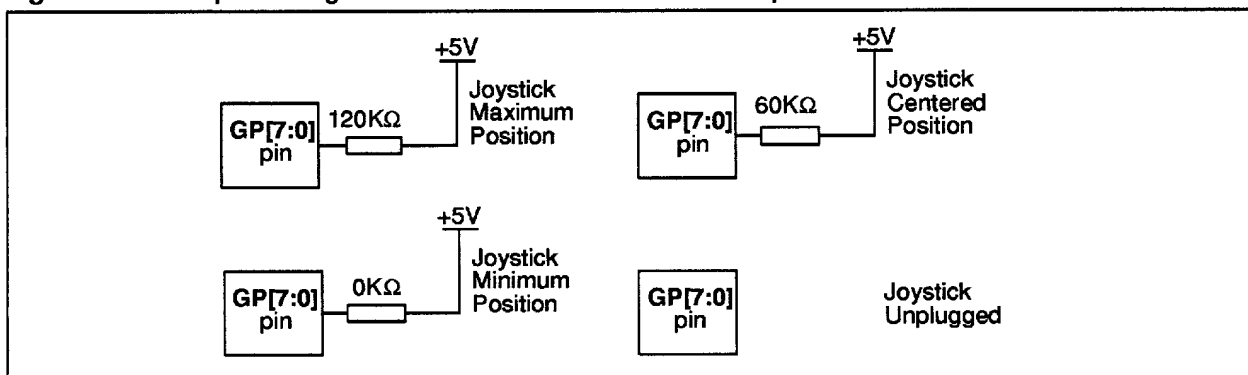 +5V
GP[7:0]
pin
120KΩ
Joystick
Maximum
Position
+5V
GP[7:0]
pin
60KΩ
Joystick
Centered
Position
+5V
GP[7:0]
pin
0KΩ
Joystick
Minimum
Position
GP[7:0]
pin
Joystick
Unplugged